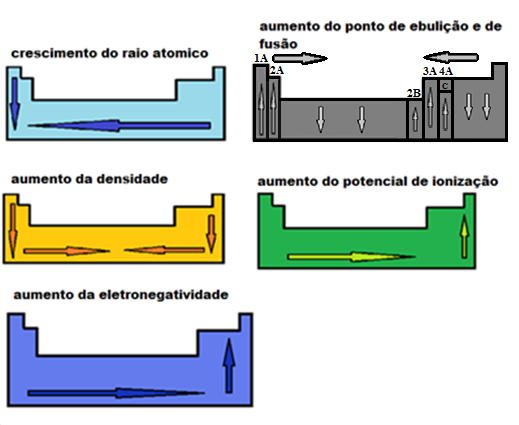 crescimento do raio atomico
aumento do ponto de ebulição e de
fusão
1A
2A
2B
3A 4A
c
aumento da densidade
aumento do potencial de ionização
aumento da eletronegatividade